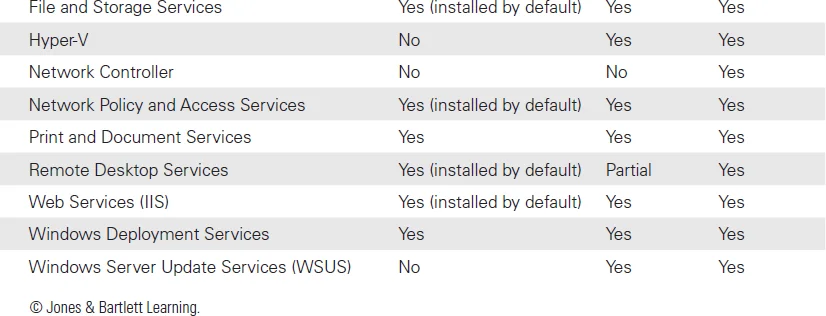 File and Storage Services Yes (installed by default) Yes Yes
Hyper-V No Yes Yes
Network Controller No No Yes
Network Policy and Access Services Yes (installed by default) Yes Yes
Print and Document Services Yes Yes Yes
Remote Desktop Services Yes (installed by default) Partial Yes
Web Services (IIS) Yes (installed by default) Yes Yes
Windows Deployment Services Yes Yes Yes
Windows Server Update Services (WSUS) No Yes Yes
© Jones & Bartlett Learning.